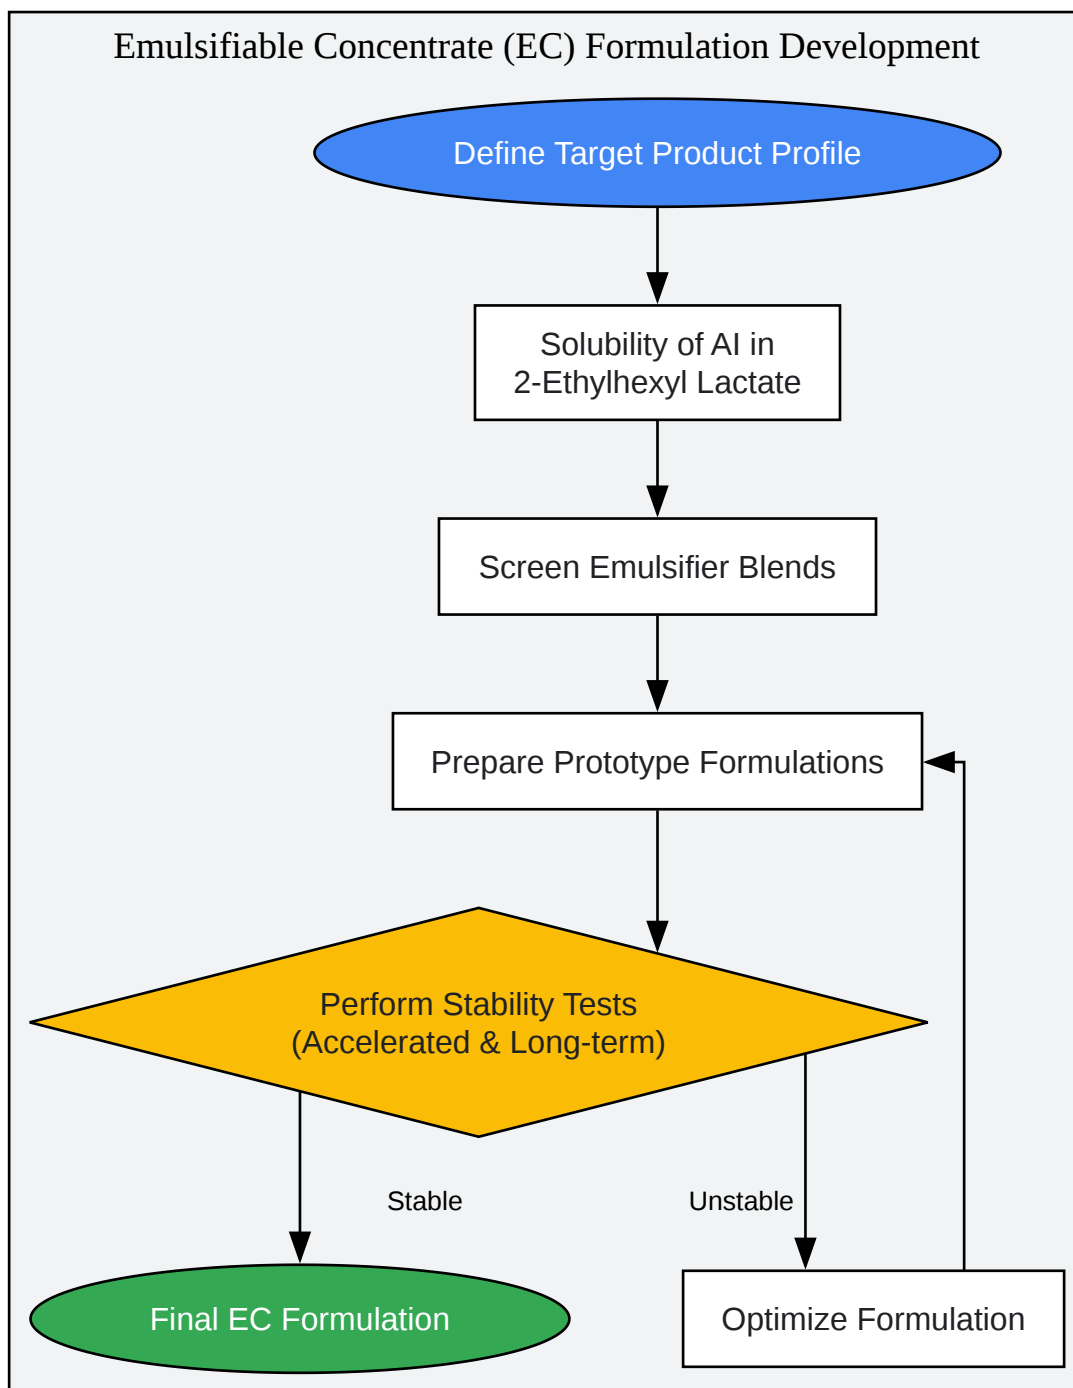 Emulsifiable Concentrate (EC) Formulation Development
Define Target Product Profile
Solubility of AI in
2-Ethylhexyl Lactate
Screen Emulsifier Blends
Prepare Prototype Formulations
Perform Stability Tests
(Accelerated & Long-term)
Stable
Unstable
Final EC Formulation
Optimize Formulation